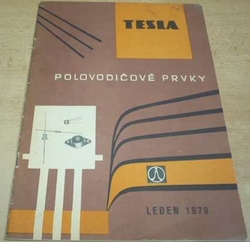 TESLA
POLOVODIČOVÉ PRVKY
LEDEN 1979